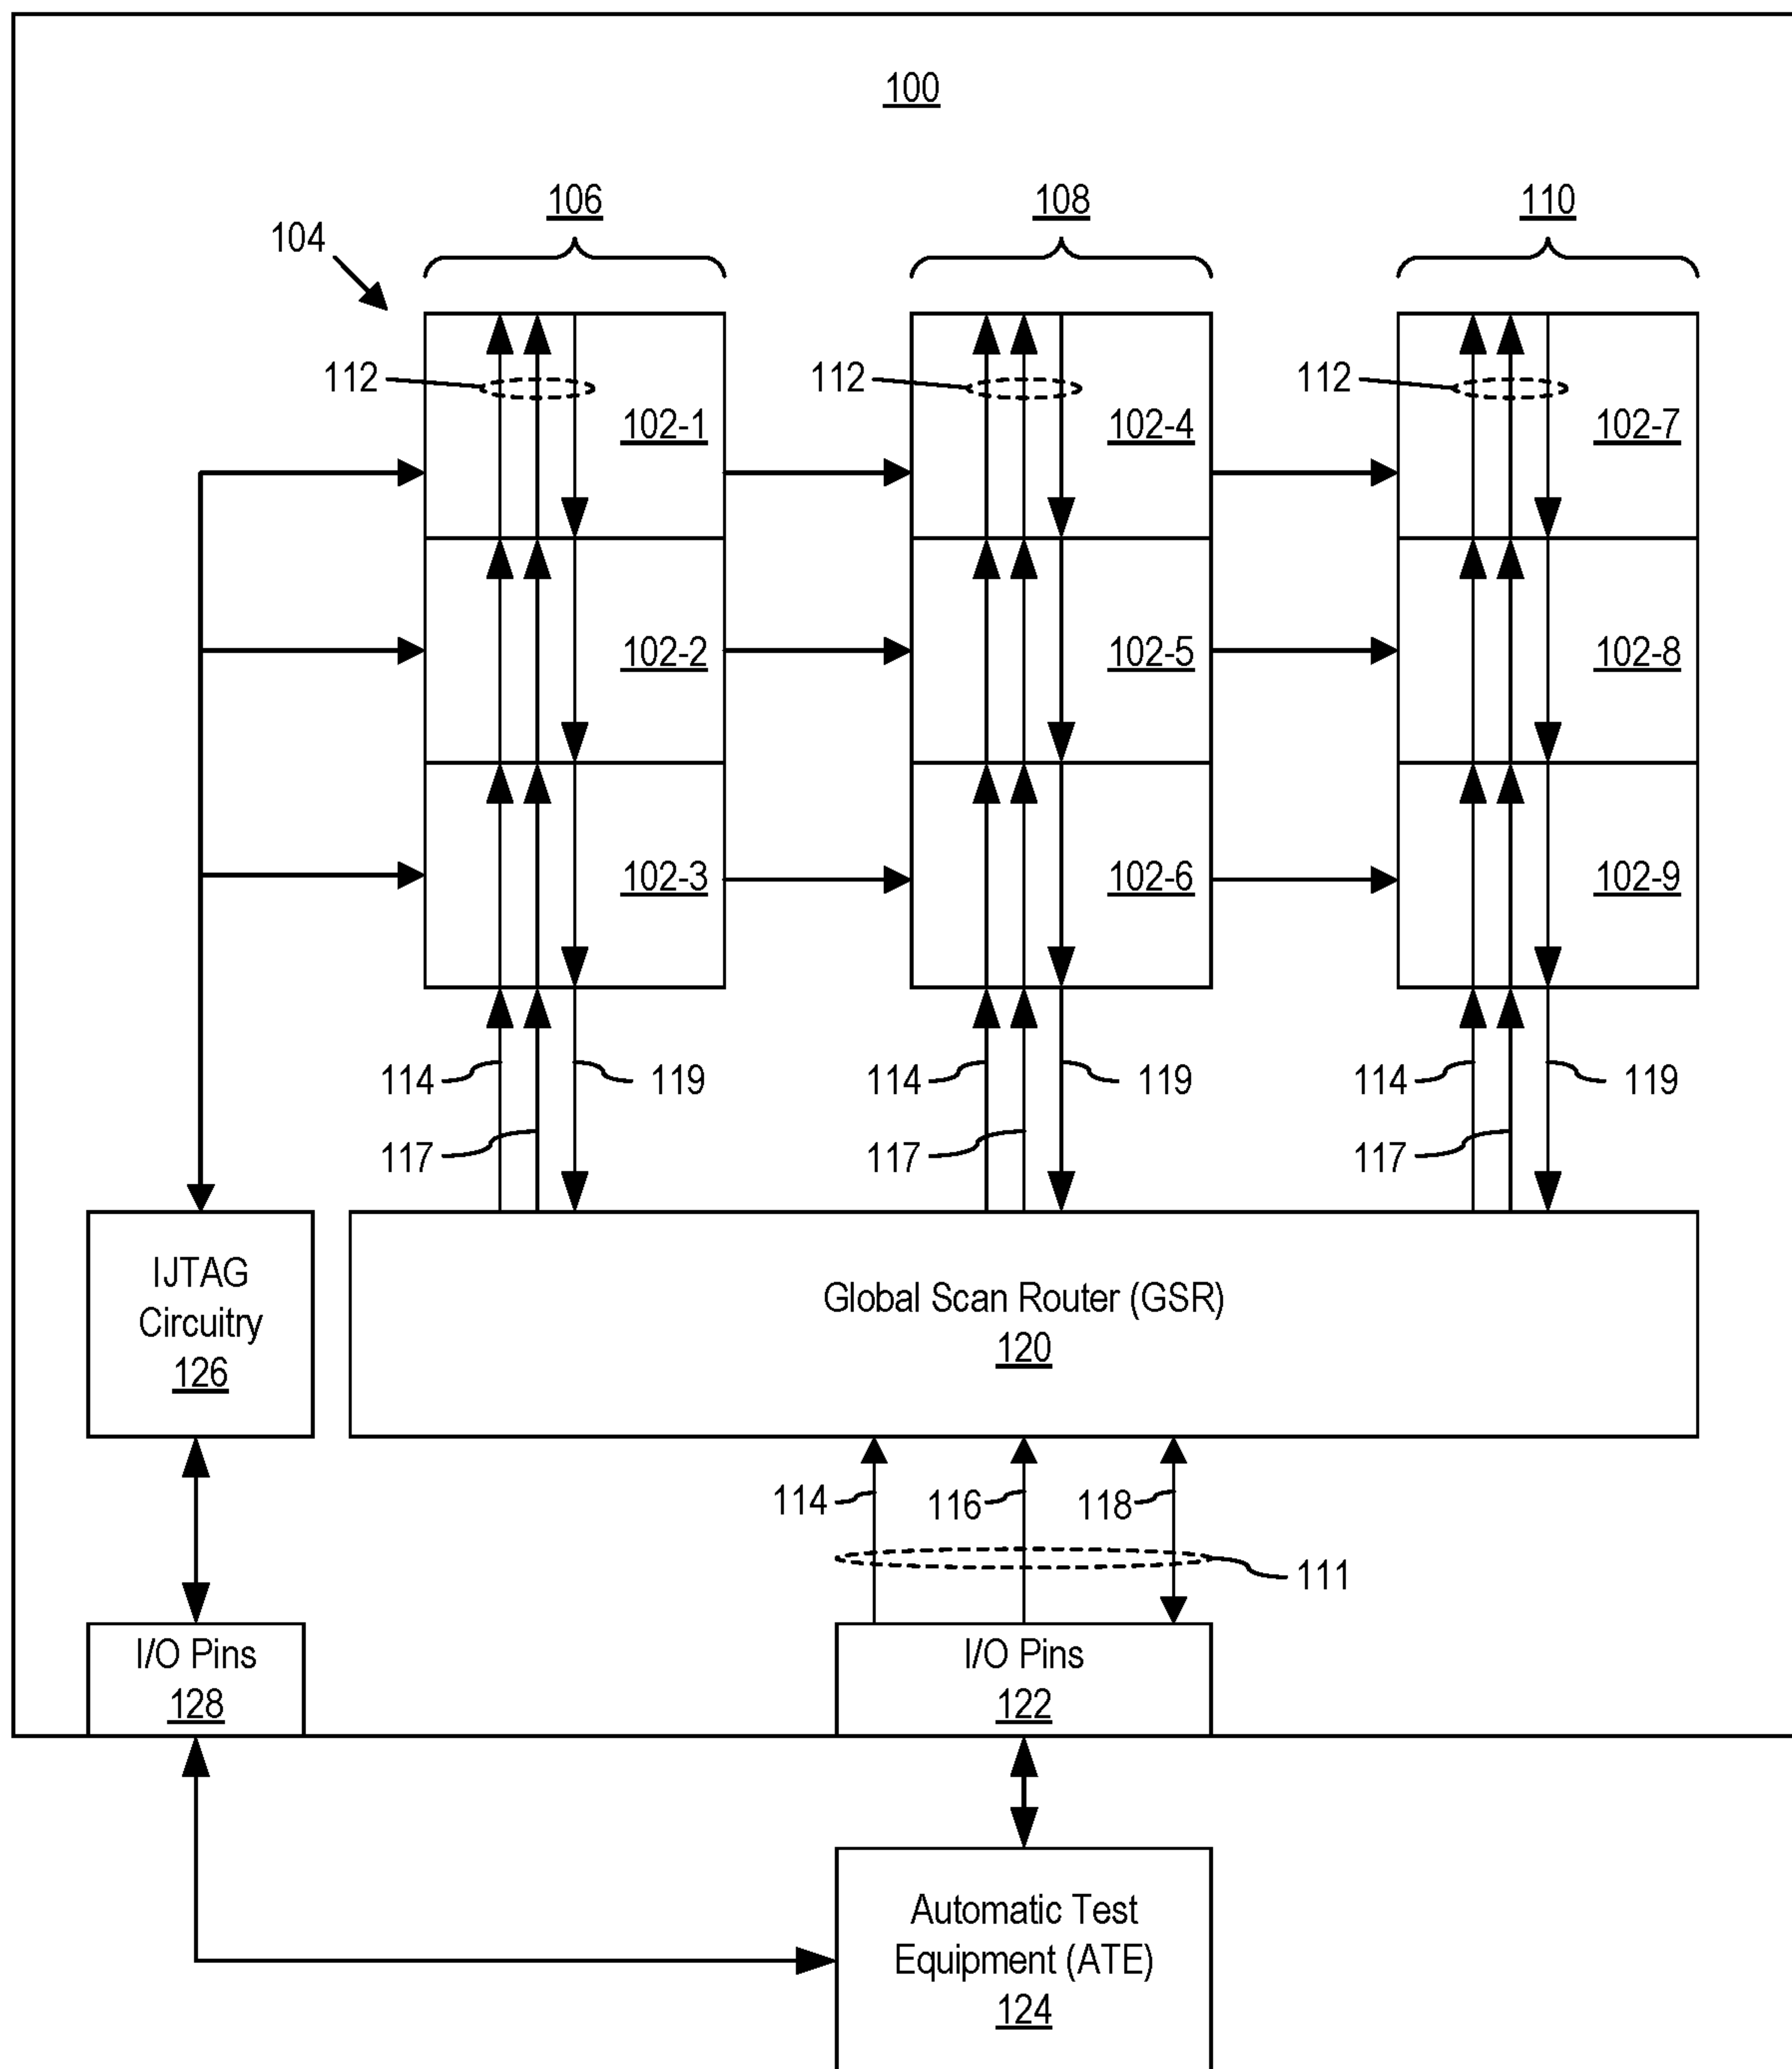 100
106 108 110
104
112 112 112
102-1 102-4 102-7
102-2 102-5 102-8
102-3 102-6 102-9
114 119 114 119 114 119
117 117 117
IJTAG
Circuitry
126
Global Scan Router (GSR)
120
114 116 118
111
I/O Pins
128
I/O Pins
122
Automatic Test
Equipment (ATE)
124